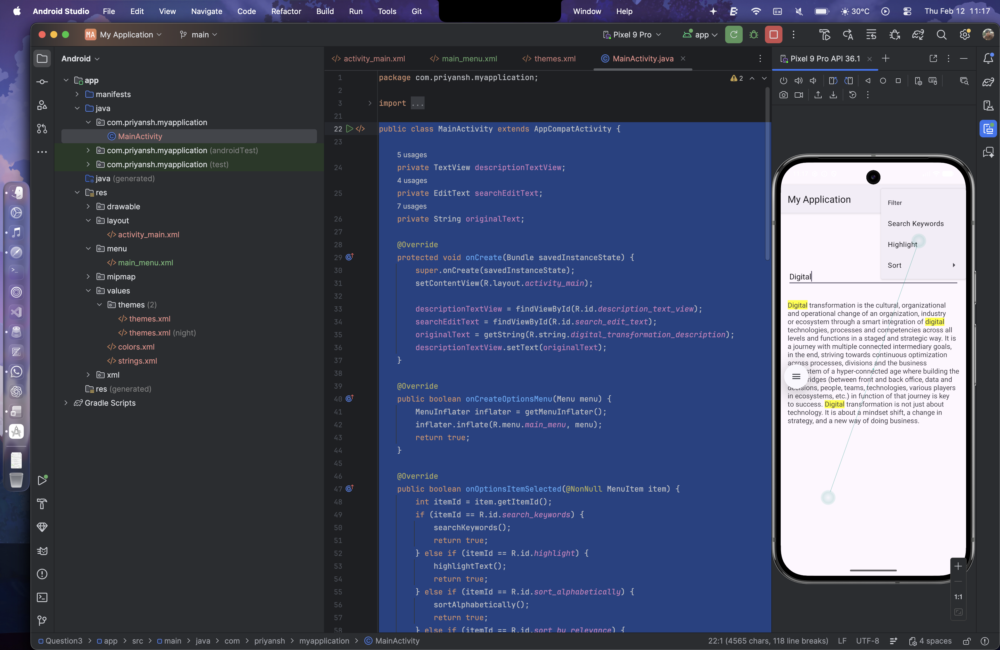 Android Studio File Edit View Navigate Code Refactor Build Run Tools Git Window Help 30°C Thu Feb 12 11:17
MA My Application main Pixel 9 Pro app
Android
app
manifests
java
com.priyansh.myapplication
MainActivity
com.priyansh.myapplication (androidTest)
com.priyansh.myapplication (test)
java (generated)
res
drawable
layout
activity_main.xml
menu
main_menu.xml
mipmap
values
themes (2)
themes.xml
themes.xml (night)
colors.xml
strings.xml
xml
res (generated)
Gradle Scripts
activity_main.xml main_menu.xml themes.xml MainActivity.java
2
1 package com.priyansh.myapplication;
2
3 import ...
21
22 public class MainActivity extends AppCompatActivity {
23
5 usages
24 private TextView descriptionTextView;
4 usages
25 private EditText searchEditText;
7 usages
26 private String originalText;
27
28 @Override
29 protected void onCreate(Bundle savedInstanceState) {
30 super.onCreate(savedInstanceState);
31 setContentView(R.layout.activity_main);
32
33 descriptionTextView = findViewById(R.id.description_text_view);
34 searchEditText = findViewById(R.id.search_edit_text);
35 originalText = getString(R.string.digital_transformation_description);
36 descriptionTextView.setText(originalText);
37 }
38
39 @Override
40 public boolean onCreateOptionsMenu(Menu menu) {
41 MenuInflater inflater = getMenuInflater();
42 inflater.inflate(R.menu.main_menu, menu);
43 return true;
44 }
45
46 @Override
47 public boolean onOptionsItemSelected(@NonNull MenuItem item) {
48 int itemId = item.getItemId();
49 if (itemId == R.id.search_keywords) {
50 searchKeywords();
51 return true;
52 } else if (itemId == R.id.highlight) {
53 highlightText();
54 return true;
55 } else if (itemId == R.id.sort_alphabetically) {
56 sortAlphabetically();
57 return true;
58 } else if (itemId == R.id.sort_by_relevance) {
Pixel 9 Pro API 36.1
My Application
Filter
Search Keywords
Highlight
Sort
Digital
Digital transformation is the cultural, organizational
and operational change of an organization, industry
or ecosystem through a smart integration of digital
technologies, processes and competencies across all
levels and functions in a staged and strategic way. It is
a journey with multiple connected intermediary goals,
in the end, striving towards continuous optimization
across processes, divisions and the business
stem of a hyper-connected age where building the
ridges (between front and back office, data and
decisions, people, teams, technologies, various players
in ecosystems, etc.) in function of that journey is key
to success. Digital transformation is not just about
technology. It is about a mindset shift, a change in
strategy, and a new way of doing business.
1:1
Question3 > app > src > main > java > com > priyansh > myapplication > MainActivity
22:1 (4565 chars, 118 line breaks) LF UTF-8 4 spaces